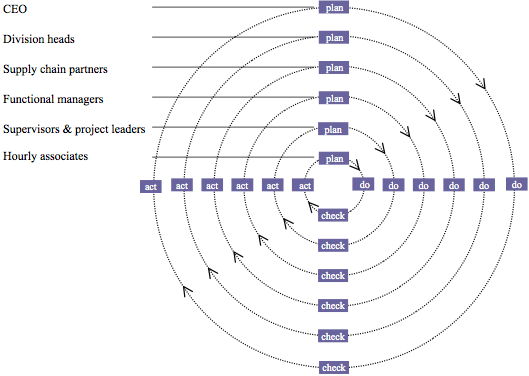 CEO plan
Division heads plan
Supply chain partners plan
Functional managers plan
Supervisors & project leaders plan
Hourly associates plan
act act act act act act do do do do do do
check
check
check
check
check
check